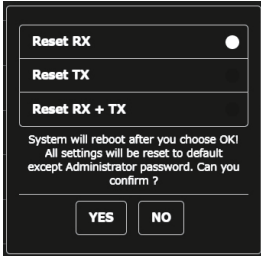 Reset RX
Reset TX
Reset RX + TX
System will reboot after you choose OK!
All settings will be reset to default
except Administrator password. Can you
confirm ?
YES
NO